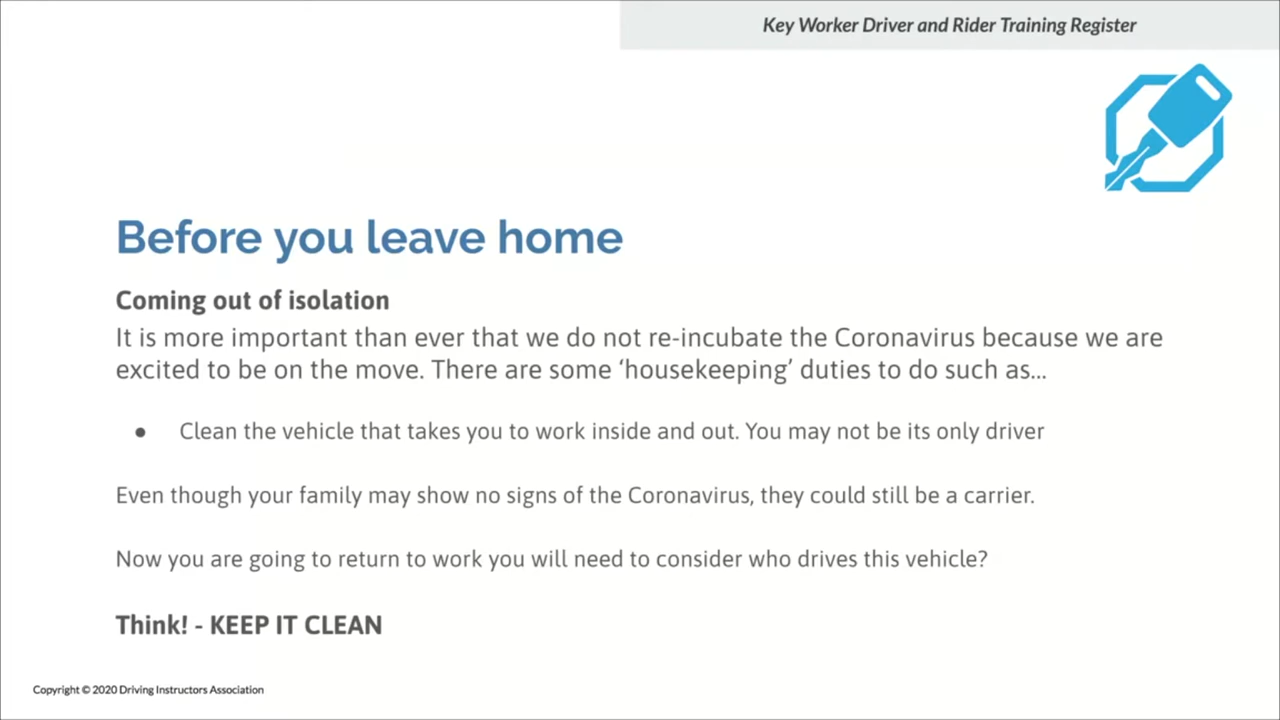 Key Worker Driver and Rider Training Register
Before you leave home
Coming out of isolation
It is more important than ever that we do not re-incubate the Coronavirus because we are
excited to be on the move. There are some ‘housekeeping’ duties to do such as...
● Clean the vehicle that takes you to work inside and out. You may not be its only driver
Even though your family may show no signs of the Coronavirus, they could still be a carrier.
Now you are going to return to work you will need to consider who drives this vehicle?
Think! - KEEP IT CLEAN
Copyright © 2020 Driving Instructors Association